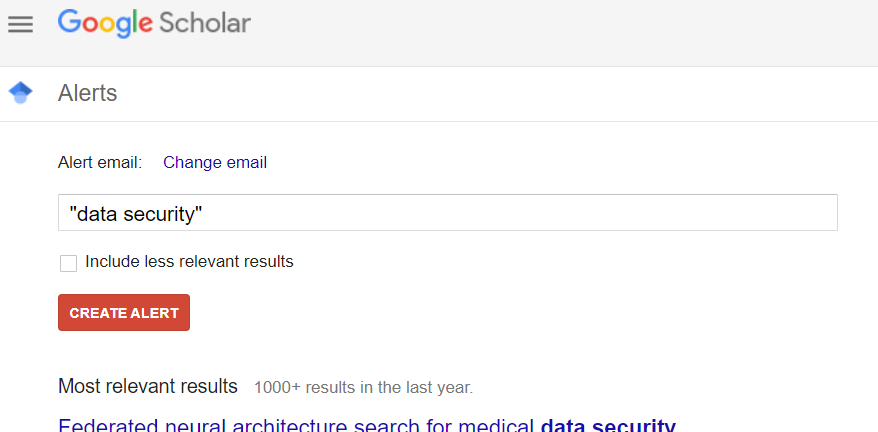 Google Scholar
Alerts
Alert email: Change email
"data security"
Include less relevant results
CREATE ALERT
Most relevant results 1000+ results in the last year.
Federated neural architecture search for medical data security